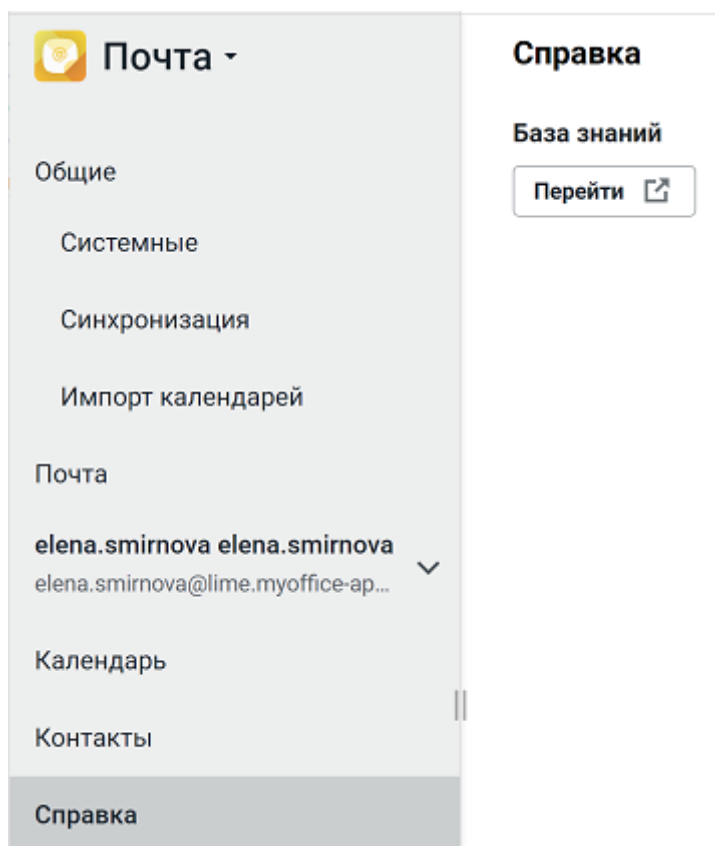 Почта
Общие
Системные
Синхронизация
Импорт календарей
Почта
elena.smirnova elena.smirnova
elena.smirnova@lime.myoffice-ap...
Календарь
Контакты
Справка
Справка
База знаний
Перейти